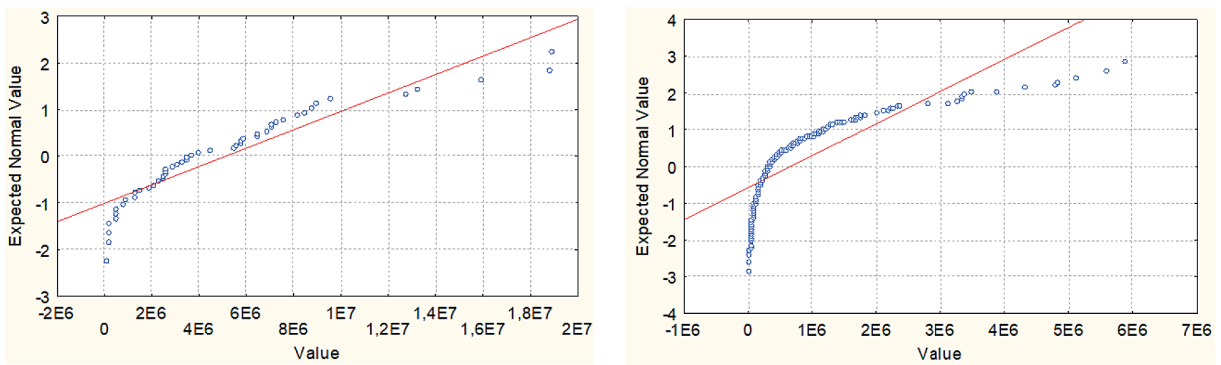 Expected Normal Value
3
2
1
0
-1
-2
3
-2E6 2E6 6E6 1E7 1,4E7 1,8E7
0 4E6 8E6 1,2E7 1,6E7 2E7
Value
Expected Normal Value
4
3
2
1
0
-1
-2
-3
-4
-1E6 0 1E6 2E6 3E6 4E6 5E6 6E6 7E6
Value